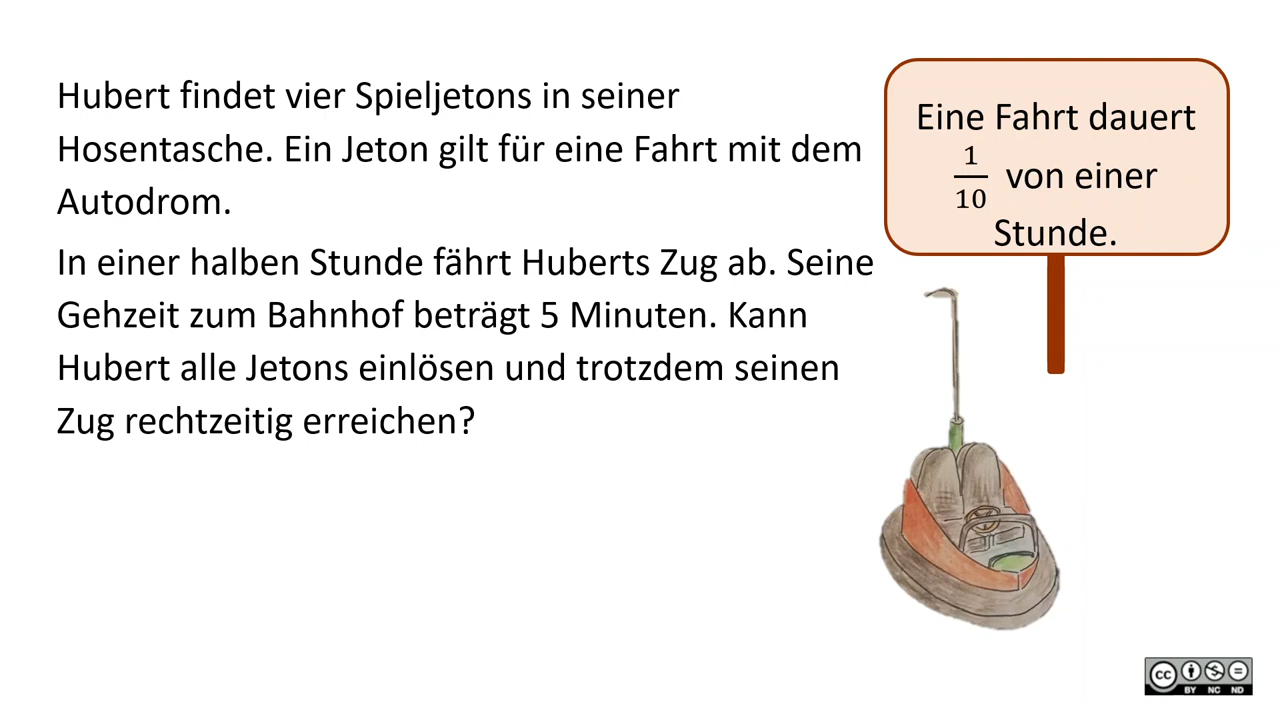 Hubert findet vier Spieljetons in seiner
Hosentasche. Ein Jeton gilt für eine Fahrt mit dem
Autodrom.
In einer halben Stunde fährt Huberts Zug ab. Seine
Gehzeit zum Bahnhof beträgt 5 Minuten. Kann
Hubert alle Jetons einlösen und trotzdem seinen
Zug rechtzeitig erreichen?
Eine Fahrt dauert
1/10 von einer
Stunde.
cc BY NC ND